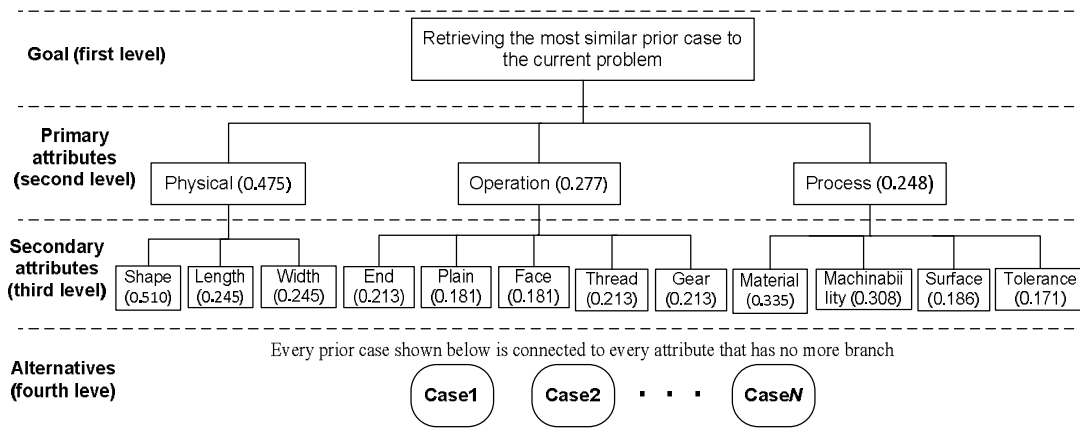 Goal (first level)
Retrieving the most similar prior case to
the current problem
Primary
attributes
(second level)
Physical (0.475)
Operation (0.277)
Process (0.248)
Secondary
attributes
(third level)
Shape
(0.510)
Length
(0.245)
Width
(0.245)
End
(0.213)
Plain
(0.181)
Face
(0.181)
Thread
(0.213)
Gear
(0.213)
Material
(0.335)
Machinabii
lity (0.308)
Surface
(0.186)
Tolerance
(0.171)
Alternatives
(fourth leve)
Every prior case shown below is connected to every attribute that has no more branch
Case1
Case2
· · ·
CaseN